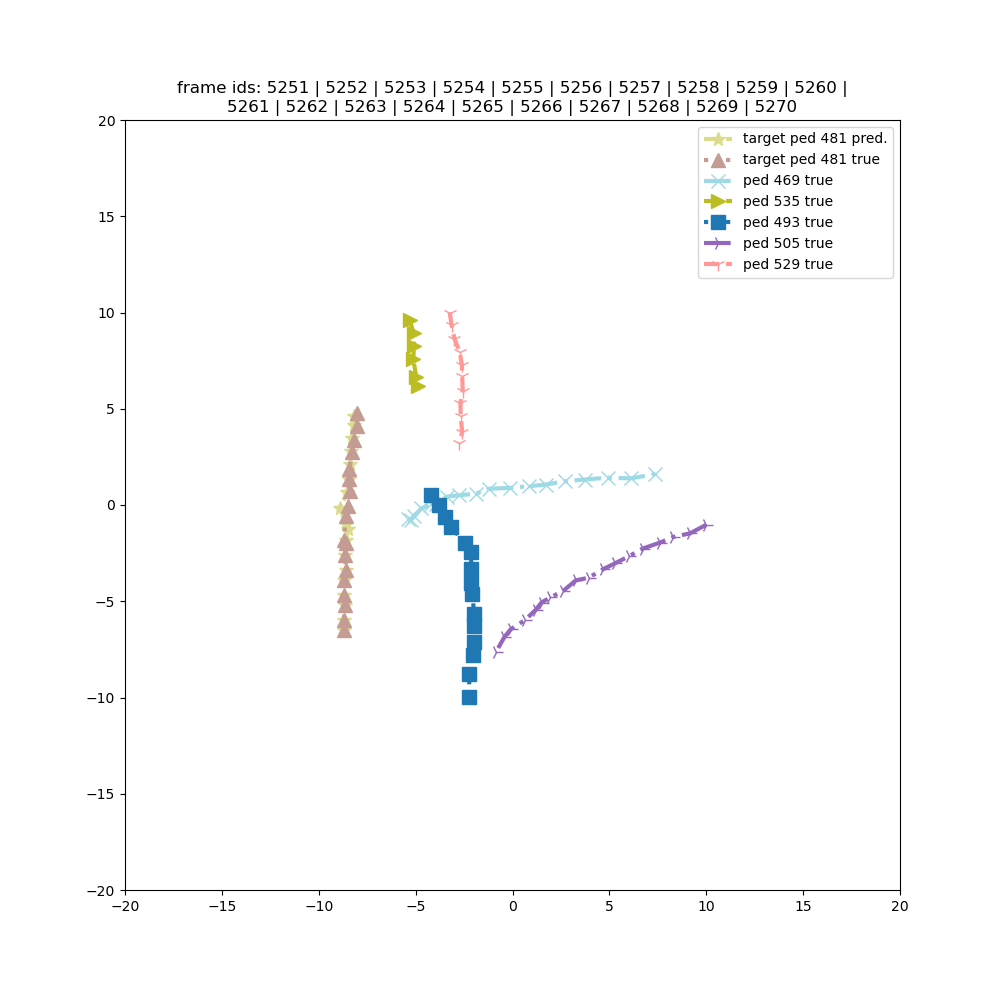 frame ids: 5251 | 5252 | 5253 | 5254 | 5255 | 5256 | 5257 | 5258 | 5259 | 5260 |
5261 | 5262 | 5263 | 5264 | 5265 | 5266 | 5267 | 5268 | 5269 | 5270
target ped 481 pred.
target ped 481 true
ped 469 true
ped 535 true
ped 493 true
ped 505 true
ped 529 true
20
15
10
5
0
−5
−10
−15
−20
−20 −15 −10 −5 0 5 10 15 20